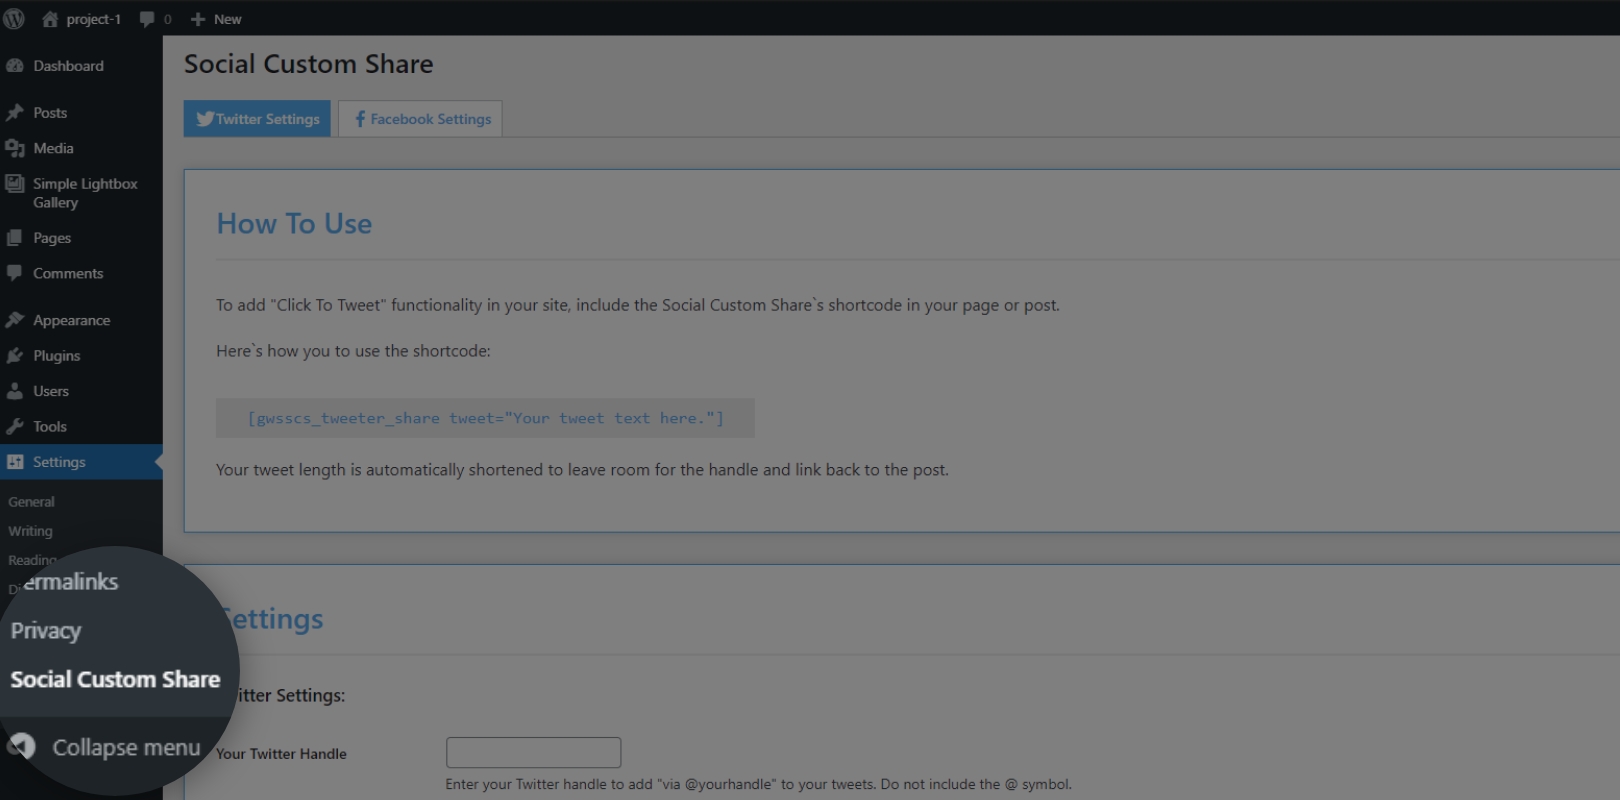 project-1
0
New
Dashboard
Posts
Media
Simple Lightbox
Gallery
Pages
Comments
Appearance
Plugins
Users
Tools
Settings
General
Writing
Reading
Di
ermalinks
Privacy
Social Custom Share
Collapse menu
Social Custom Share
Twitter Settings
Facebook Settings
How To Use
To add "Click To Tweet" functionality in your site, include the Social Custom Share`s shortcode in your page or post.
Here`s how you to use the shortcode:
[gwsscs_tweeter_share tweet="Your tweet text here."]
Your tweet length is automatically shortened to leave room for the handle and link back to the post.
Settings
itter Settings:
Your Twitter Handle
Enter your Twitter handle to add "via @yourhandle" to your tweets. Do not include the @ symbol.